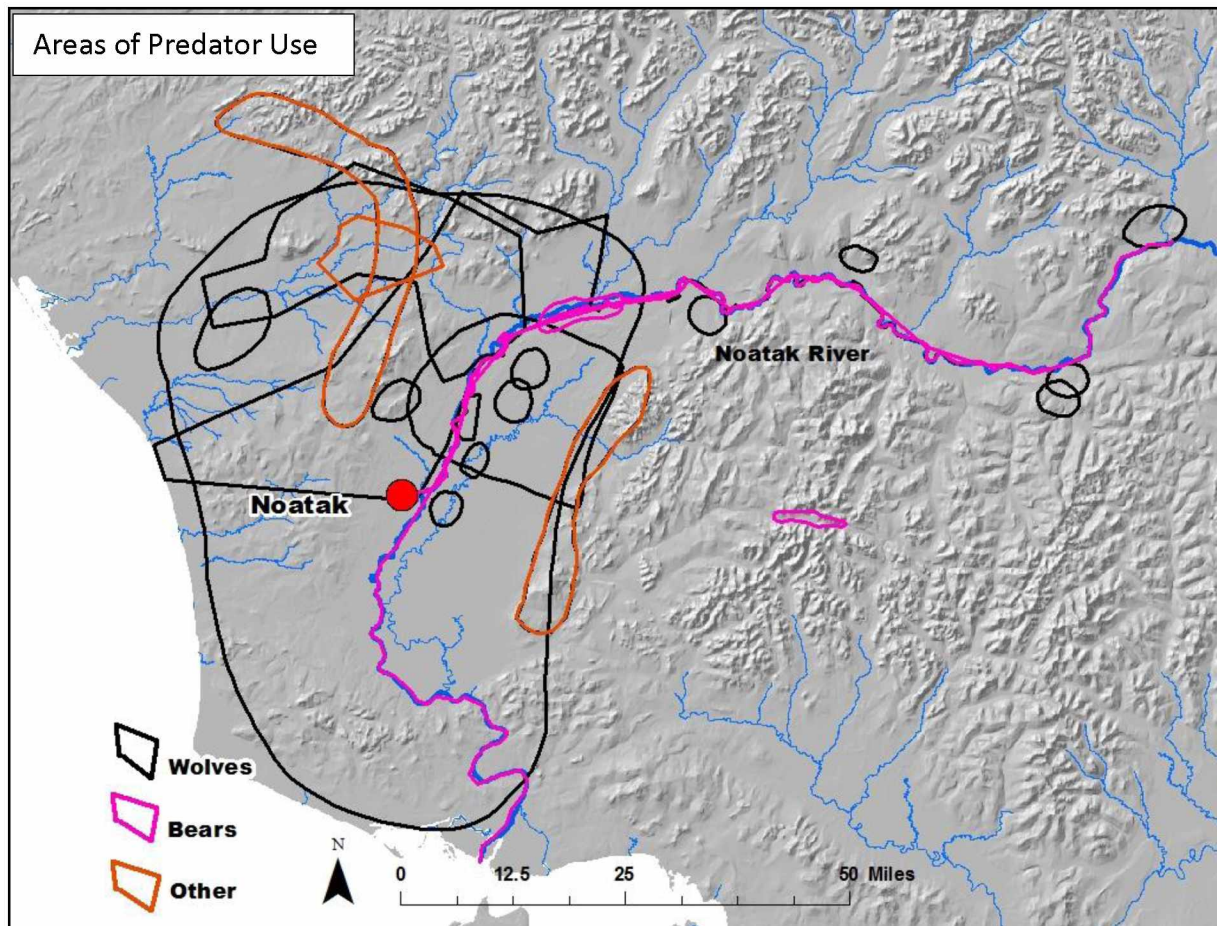 Areas of Predator Use
Noatak River
Noatak
Wolves
Bears
Other
N
0 12.5 25 50 Miles